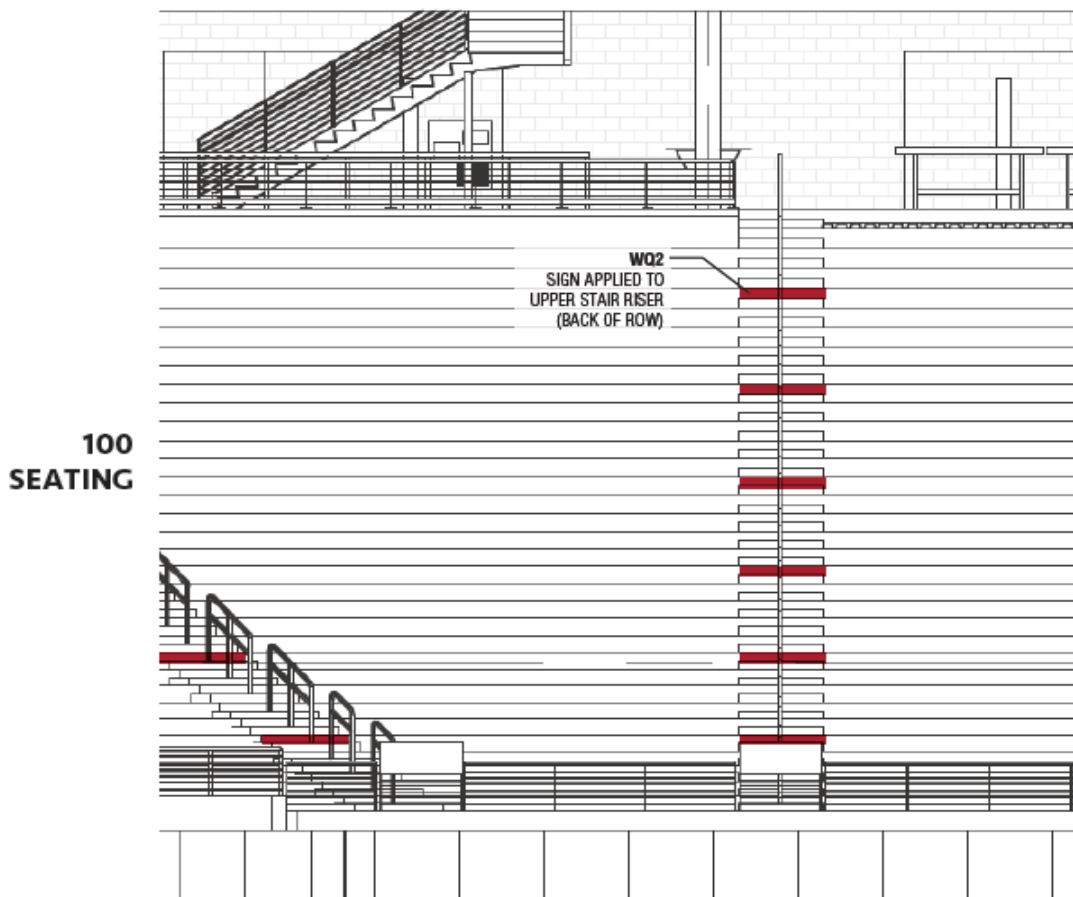 WQ2
SIGN APPLIED TO
UPPER STAIR RISER
(BACK OF ROW)
100
SEATING